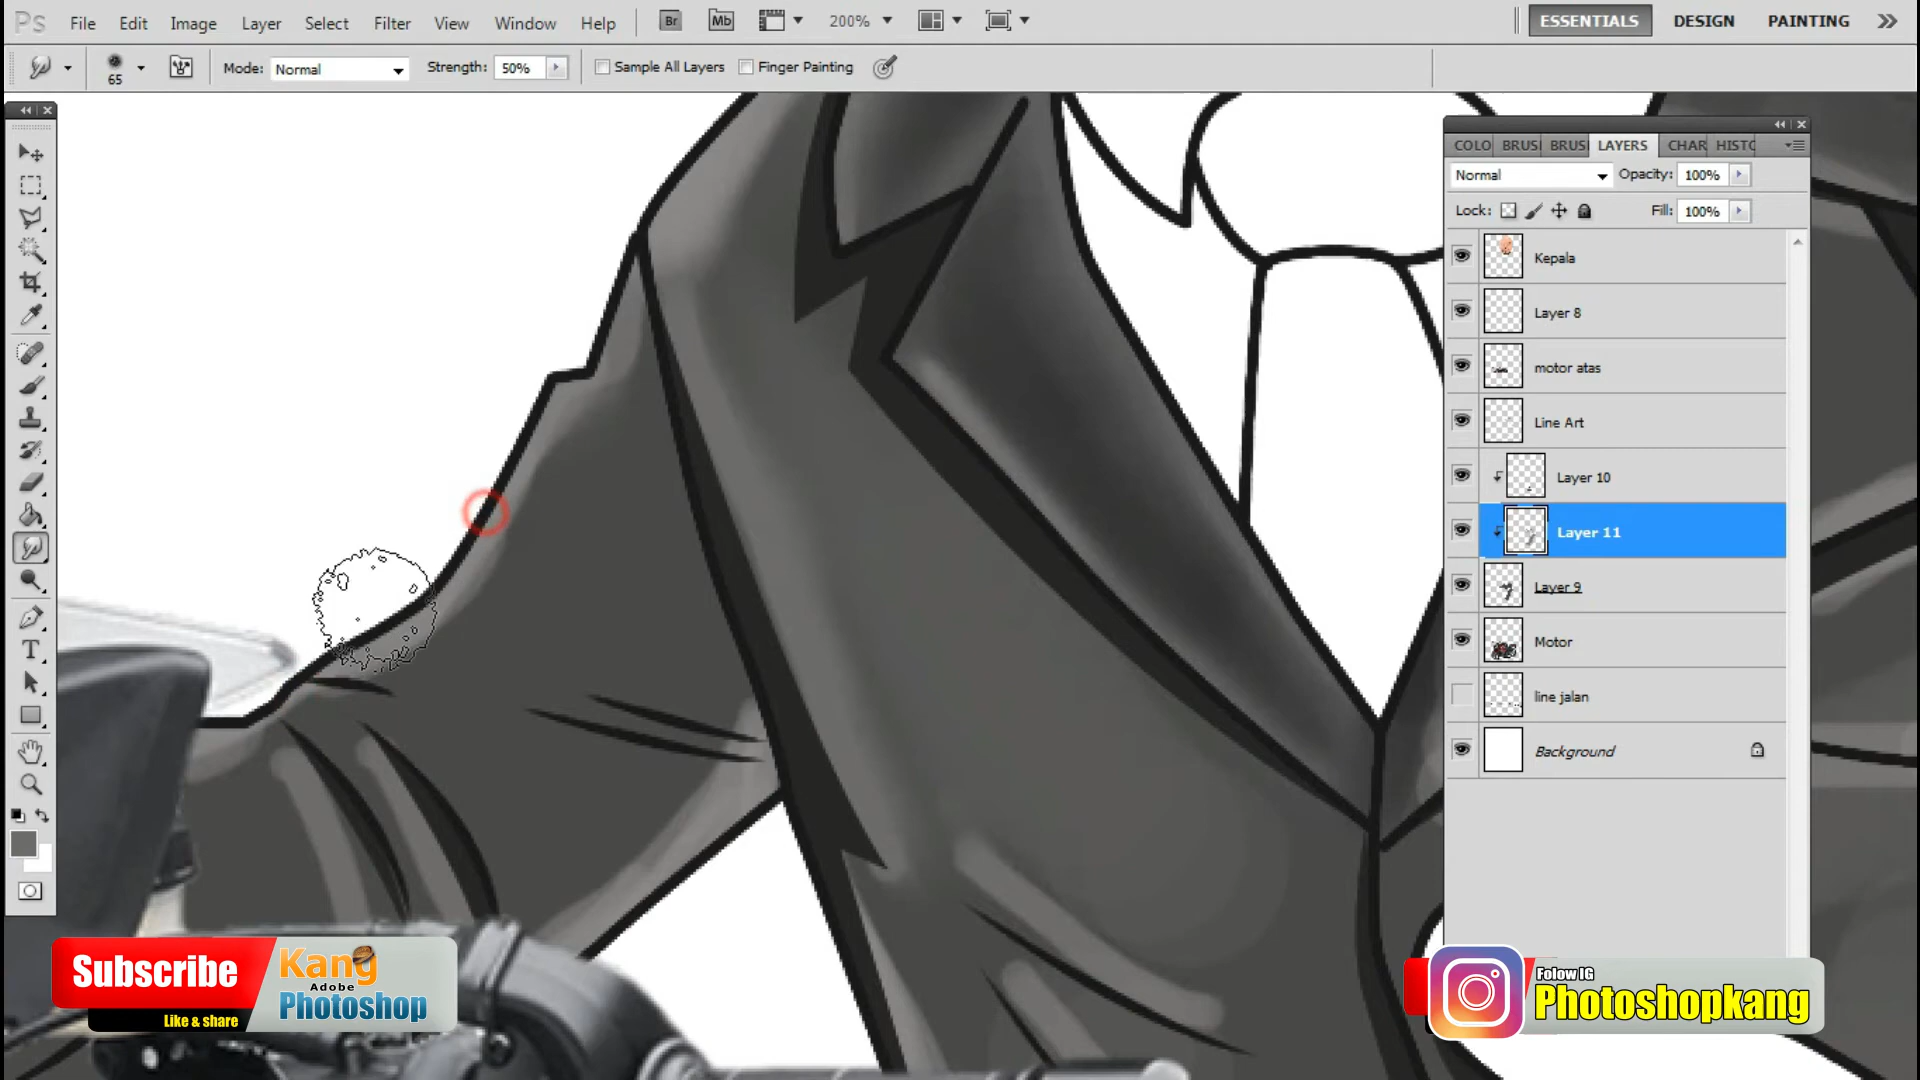 Ps File Edit Image Layer Select Filter View Window Help Br Mb 200% ESSENTIALS DESIGN PAINTING
65 Mode: Normal Strength: 50% Sample All Layers Finger Painting
COLO BRUSI BRUSI LAYERS CHAR HISTC
Normal Opacity: 100%
Lock: Fill: 100%
Kepala
Layer 8
motor atas
Line Art
Layer 10
Layer 11
Layer 9
Motor
line jalan
Background
T
Subscribe
Like & share
Kang
Adobe
Photoshop
Folow IG
Photoshopkang